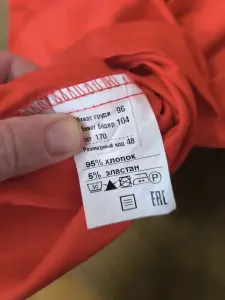 груди 96
бедер 104
170
Размерный код 48
95% хлопок
5% эластан
30
P
EAC